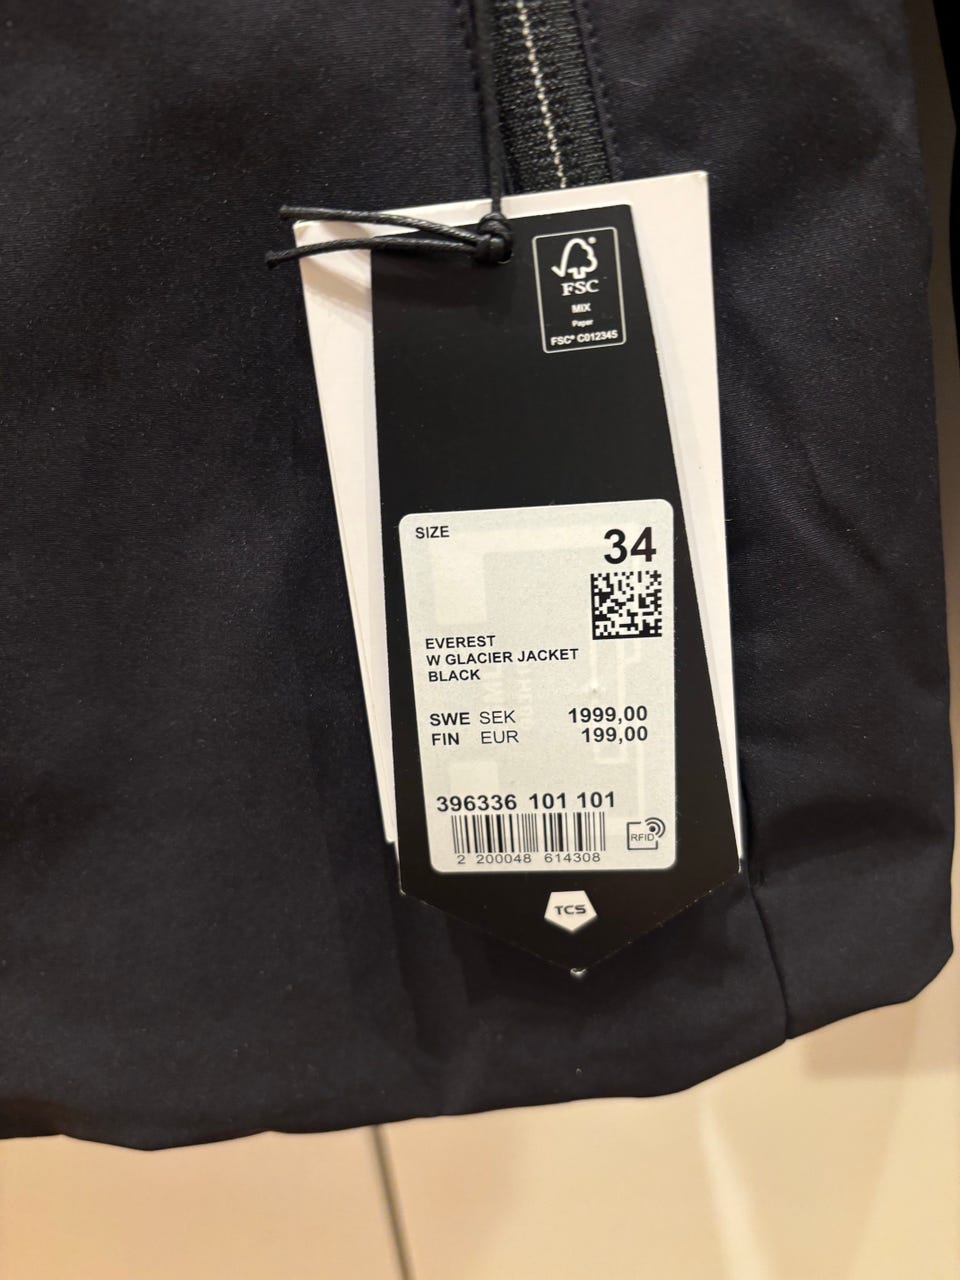 FSC
MIX
Paper
FSC® C012345
SIZE
34
EVEREST
W GLACIER JACKET
BLACK
SWE SEK 1999,00
FIN EUR 199,00
396336 101 101
RFID
2 200048 614308
TCS